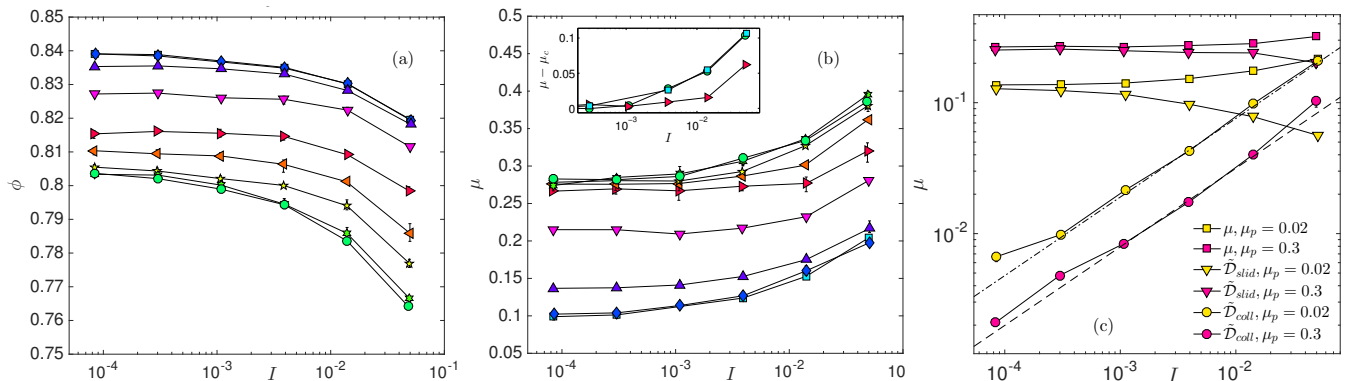 0.85
0.84
0.83
0.82
0.81
0.8
0.79
0.78
0.77
0.76
0.75
ϕ
(a)
10⁻⁴
10⁻³
10⁻²
10⁻¹
I
0.5
0.45
0.4
0.35
0.3
0.25
0.2
0.15
0.1
0.05
μ
(b)
0.1
0.05
0
μ − μ_c
10⁻³
10⁻²
I
10⁻⁴
10⁻³
10⁻²
10
I
10⁻¹
10⁻²
μ
μ, μ_p = 0.02
μ, μ_p = 0.3
𝒟̃_slid, μ_p = 0.02
𝒟̃_slid, μ_p = 0.3
𝒟̃_coll, μ_p = 0.02
𝒟̃_coll, μ_p = 0.3
(c)
10⁻⁴
10⁻³
10⁻²
I